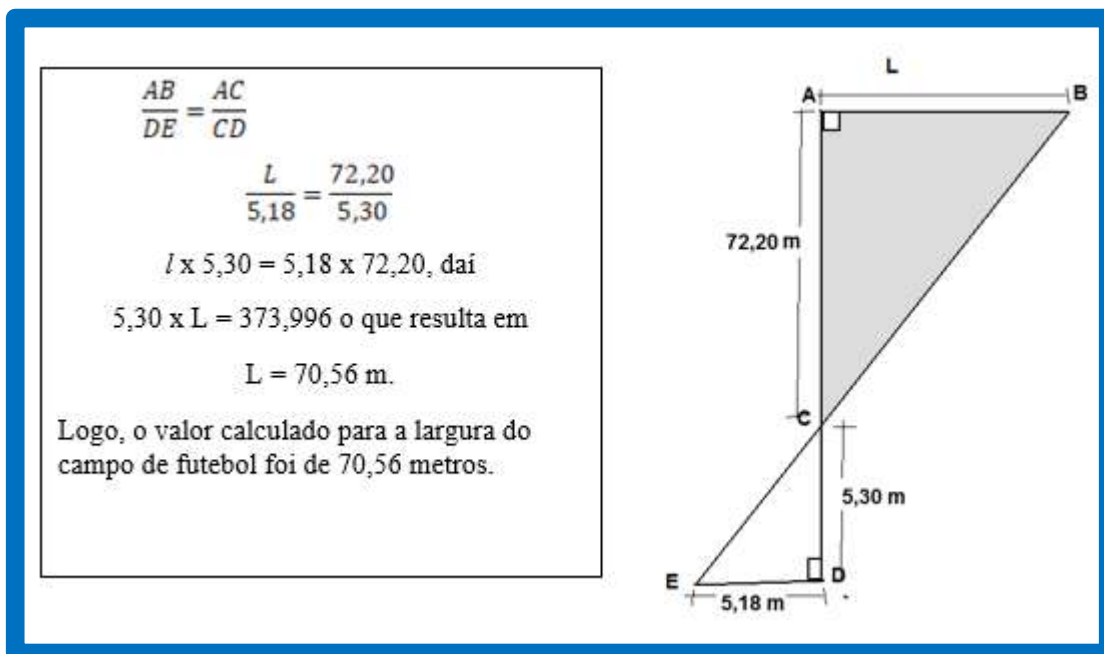 AB/DE = AC/CD
L/5,18 = 72,20/5,30
l x 5,30 = 5,18 x 72,20, daí
5,30 x L = 373,996 o que resulta em
L = 70,56 m.
Logo, o valor calculado para a largura do
campo de futebol foi de 70,56 metros.
L
A
B
72,20 m
C
5,30 m
E
D
5,18 m